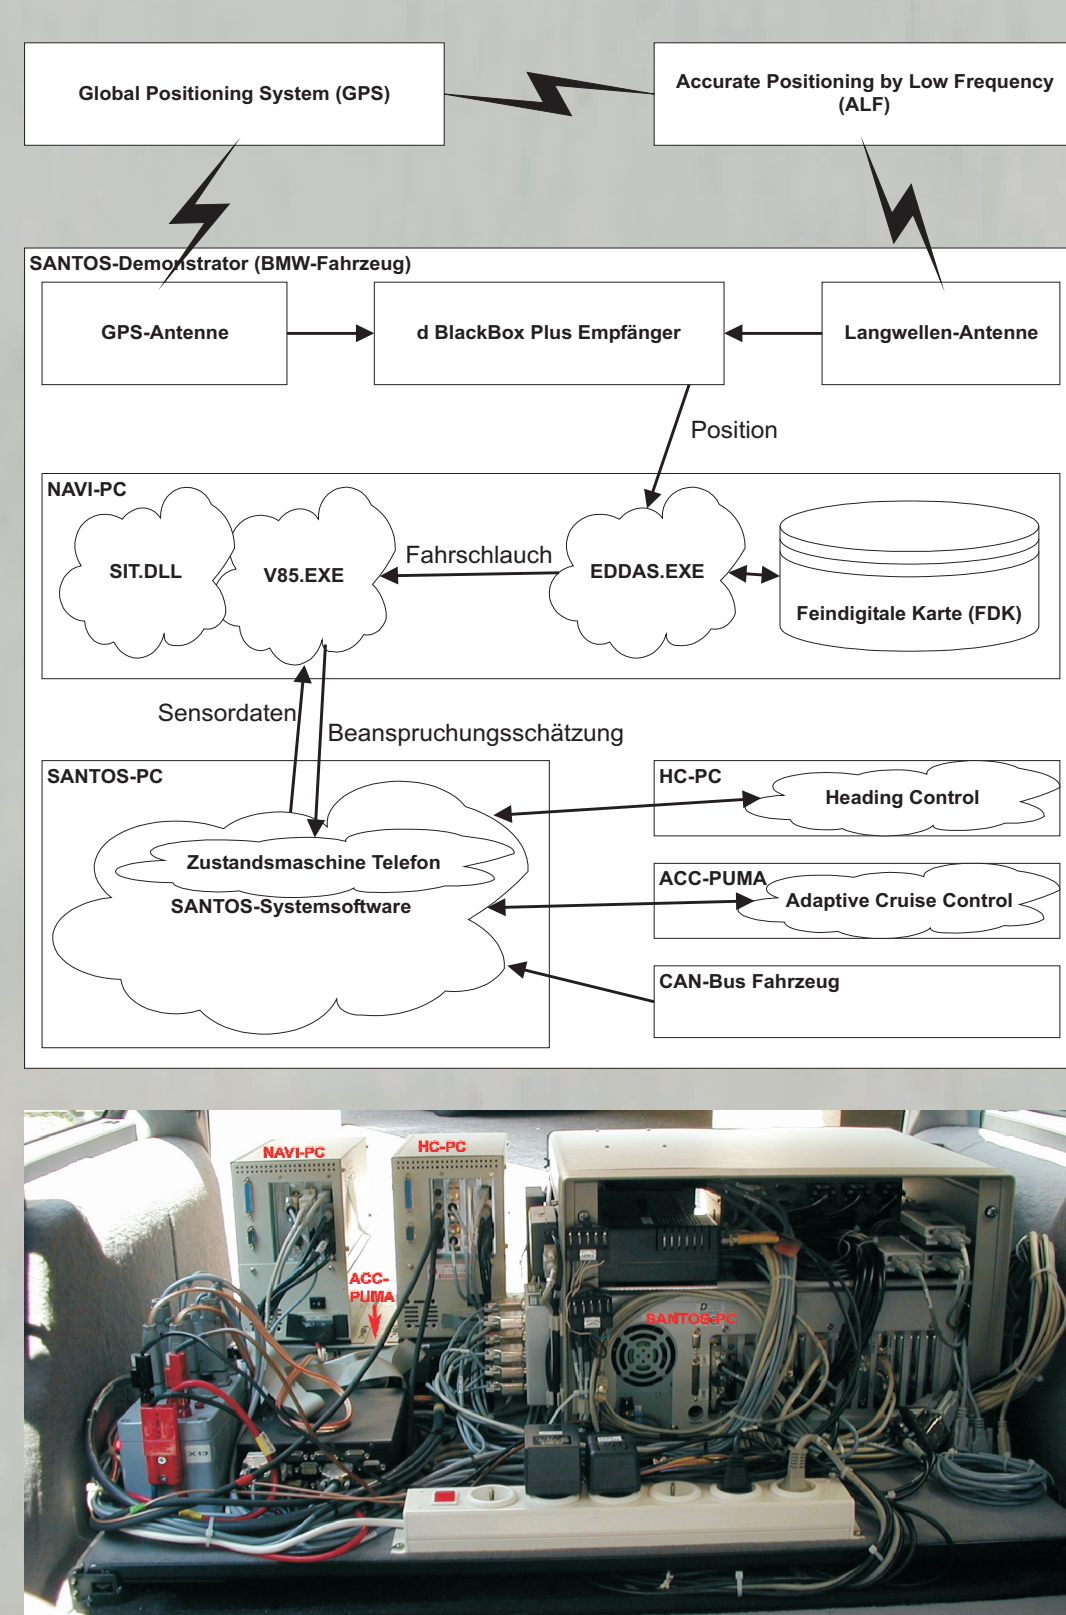 Global Positioning System (GPS)
Accurate Positioning by Low Frequency
(ALF)
SANTOS-Demonstrator (BMW-Fahrzeug)
GPS-Antenne
d BlackBox Plus Empfänger
Langwellen-Antenne
Position
NAVI-PC
SIT.DLL
V85.EXE
Fahrschlauch
EDDAS.EXE
Feindigitale Karte (FDK)
Sensordaten
Beanspruchungsschätzung
SANTOS-PC
Zustandsmaschine Telefon
SANTOS-Systemsoftware
HC-PC
Heading Control
ACC-PUMA
Adaptive Cruise Control
CAN-Bus Fahrzeug
NAVI-PC
HC-PC
ACC-
PUMA
SANTOS-PC
X13